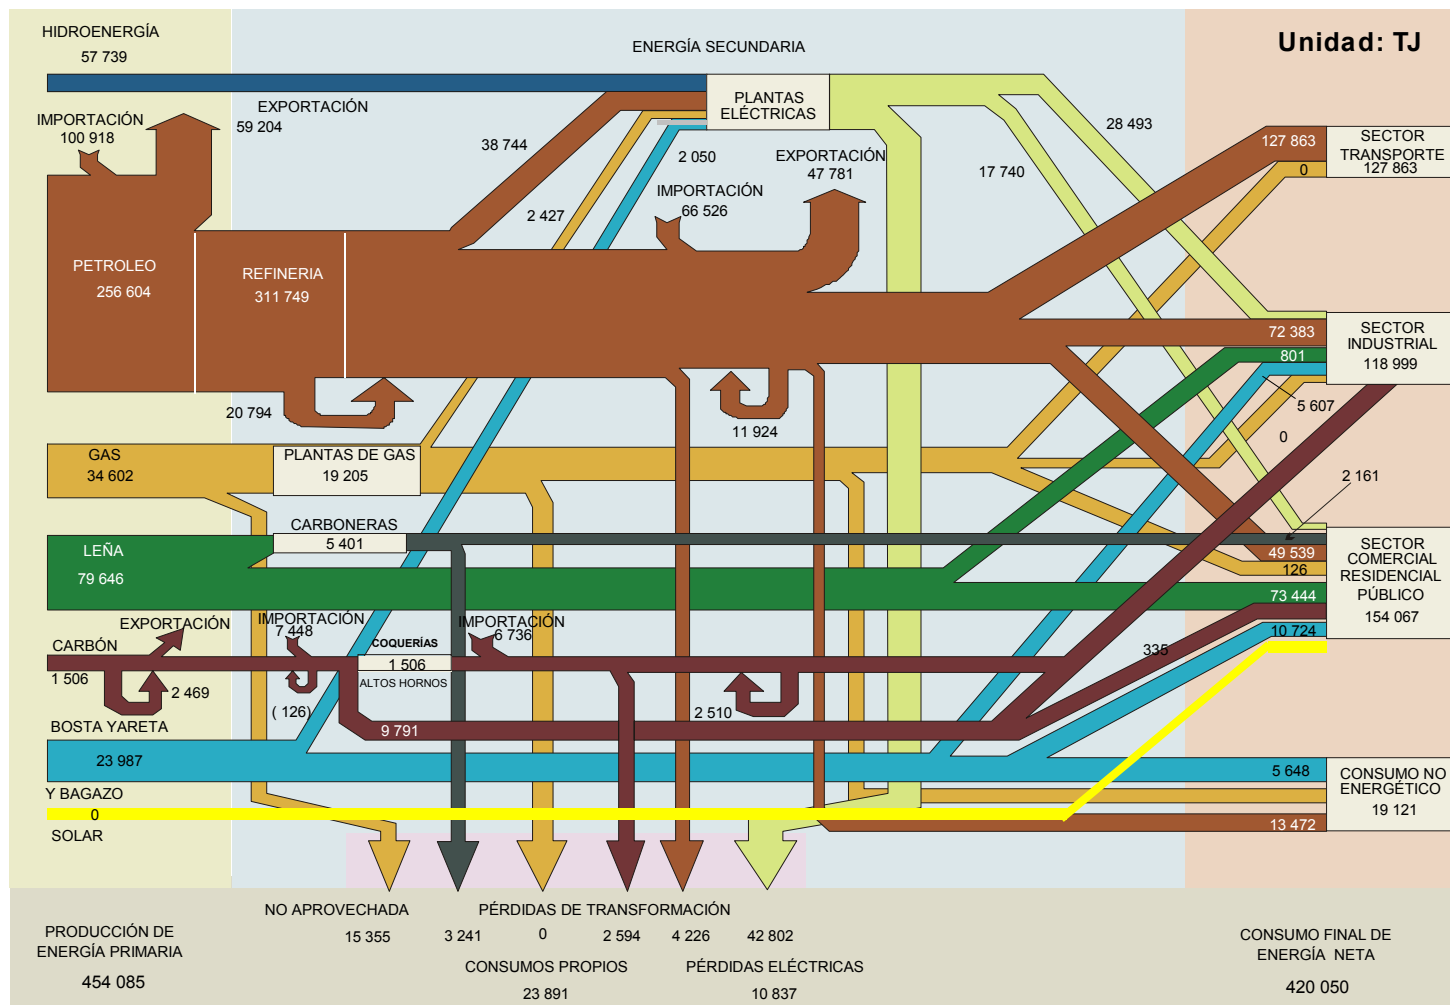 HIDROENERGÍA
57 739
ENERGÍA SECUNDARIA
Unidad: TJ
IMPORTACIÓN
100 918
EXPORTACIÓN
59 204
PLANTAS
ELÉCTRICAS
38 744
2 050
2 427
EXPORTACIÓN
47 781
IMPORTACIÓN
66 526
28 493
17 740
127 863
0
SECTOR
TRANSPORTE
127 863
PETROLEO
256 604
REFINERIA
311 749
72 383
801
SECTOR
INDUSTRIAL
118 999
5 607
0
20 794
11 924
2 161
GAS
34 602
PLANTAS DE GAS
19 205
CARBONERAS
5 401
LEÑA
79 646
49 539
126
73 444
10 724
SECTOR
COMERCIAL
RESIDENCIAL
PÚBLICO
154 067
EXPORTACIÓN
IMPORTACIÓN
7 448
IMPORTACIÓN
6 736
CARBÓN
1 506
2 469
( 126)
COQUERÍAS
1 506
ALTOS HORNOS
335
2 510
9 791
BOSTA YARETA
23 987
Y BAGAZO
0
SOLAR
5 648
13 472
CONSUMO NO
ENERGÉTICO
19 121
NO APROVECHADA
15 355
PÉRDIDAS DE TRANSFORMACIÓN
3 241
0
2 594
4 226
42 802
CONSUMOS PROPIOS
23 891
PÉRDIDAS ELÉCTRICAS
10 837
PRODUCCIÓN DE
ENERGÍA PRIMARIA
454 085
CONSUMO FINAL DE
ENERGÍA NETA
420 050